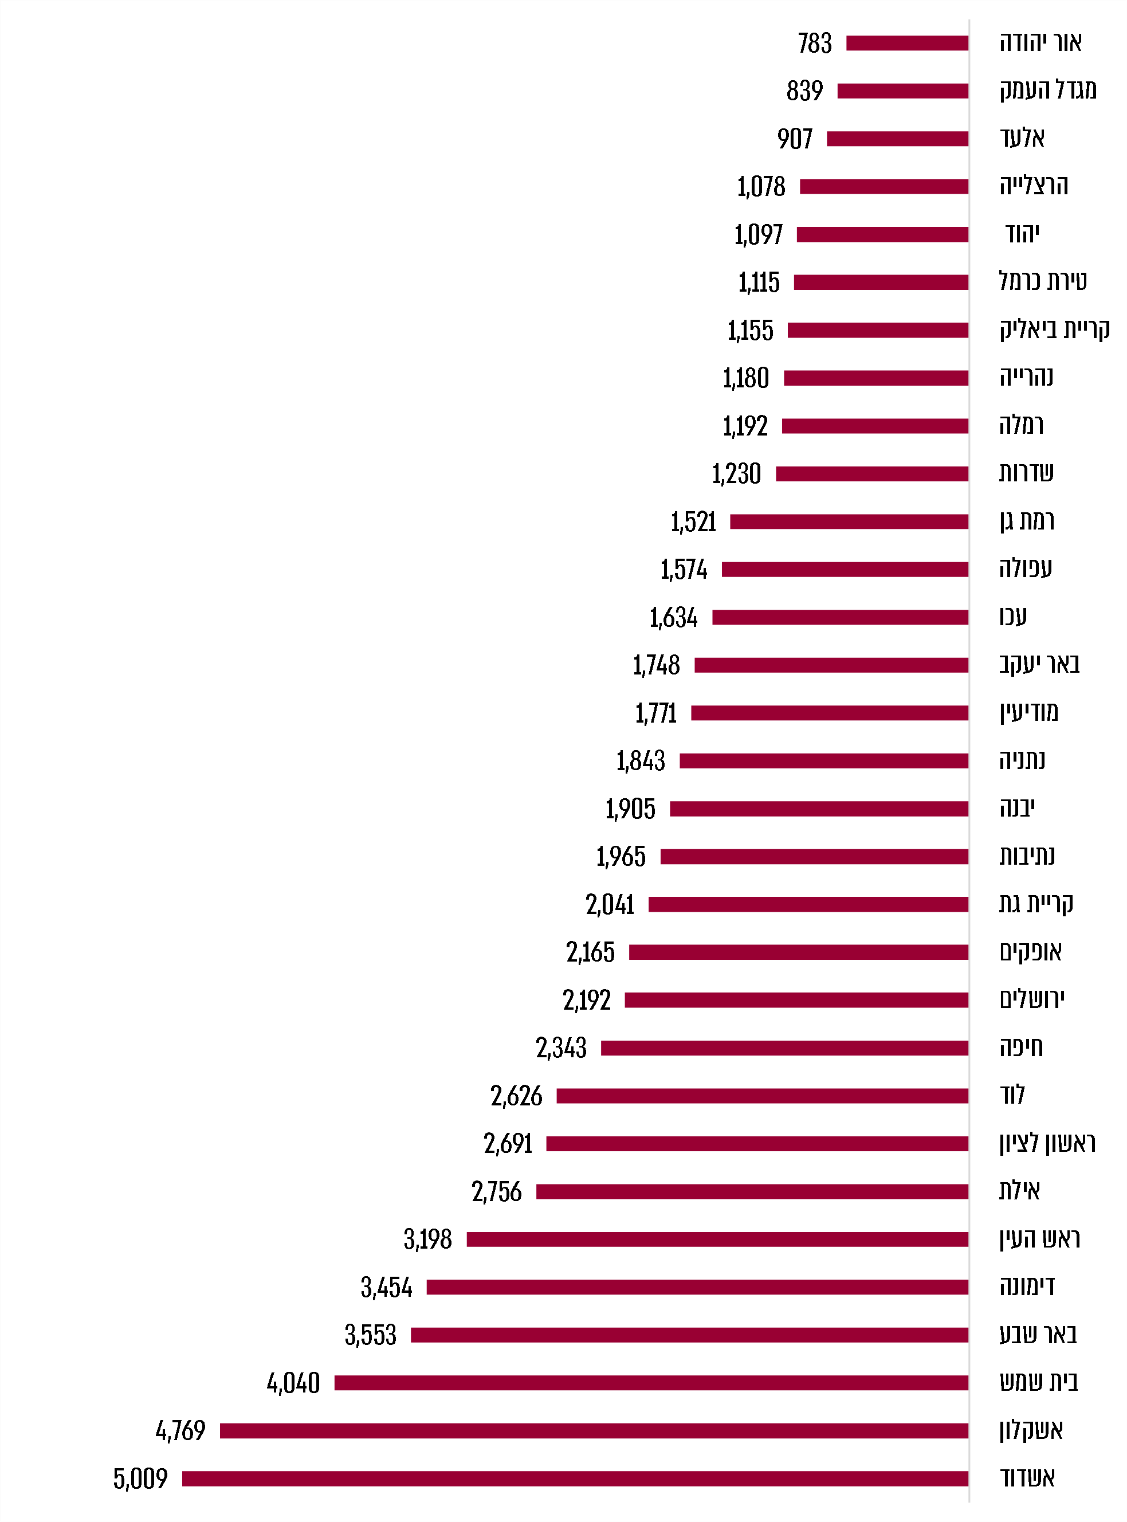 אור יהודה 783
מגדל העמק 839
אלעד 907
הרצלייה 1,078
יהוד 1,097
טירת כרמל 1,115
קריית ביאליק 1,155
נהרייה 1,180
רמלה 1,192
שדרות 1,230
רמת גן 1,521
עפולה 1,574
עכו 1,634
באר יעקב 1,748
מודיעין 1,771
נתניה 1,843
יבנה 1,905
נתיבות 1,965
קריית גת 2,041
אופקים 2,165
ירושלים 2,192
חיפה 2,343
לוד 2,626
ראשון לציון 2,691
אילת 2,756
ראש העין 3,198
דימונה 3,454
באר שבע 3,553
בית שמש 4,040
אשקלון 4,769
אשדוד 5,009